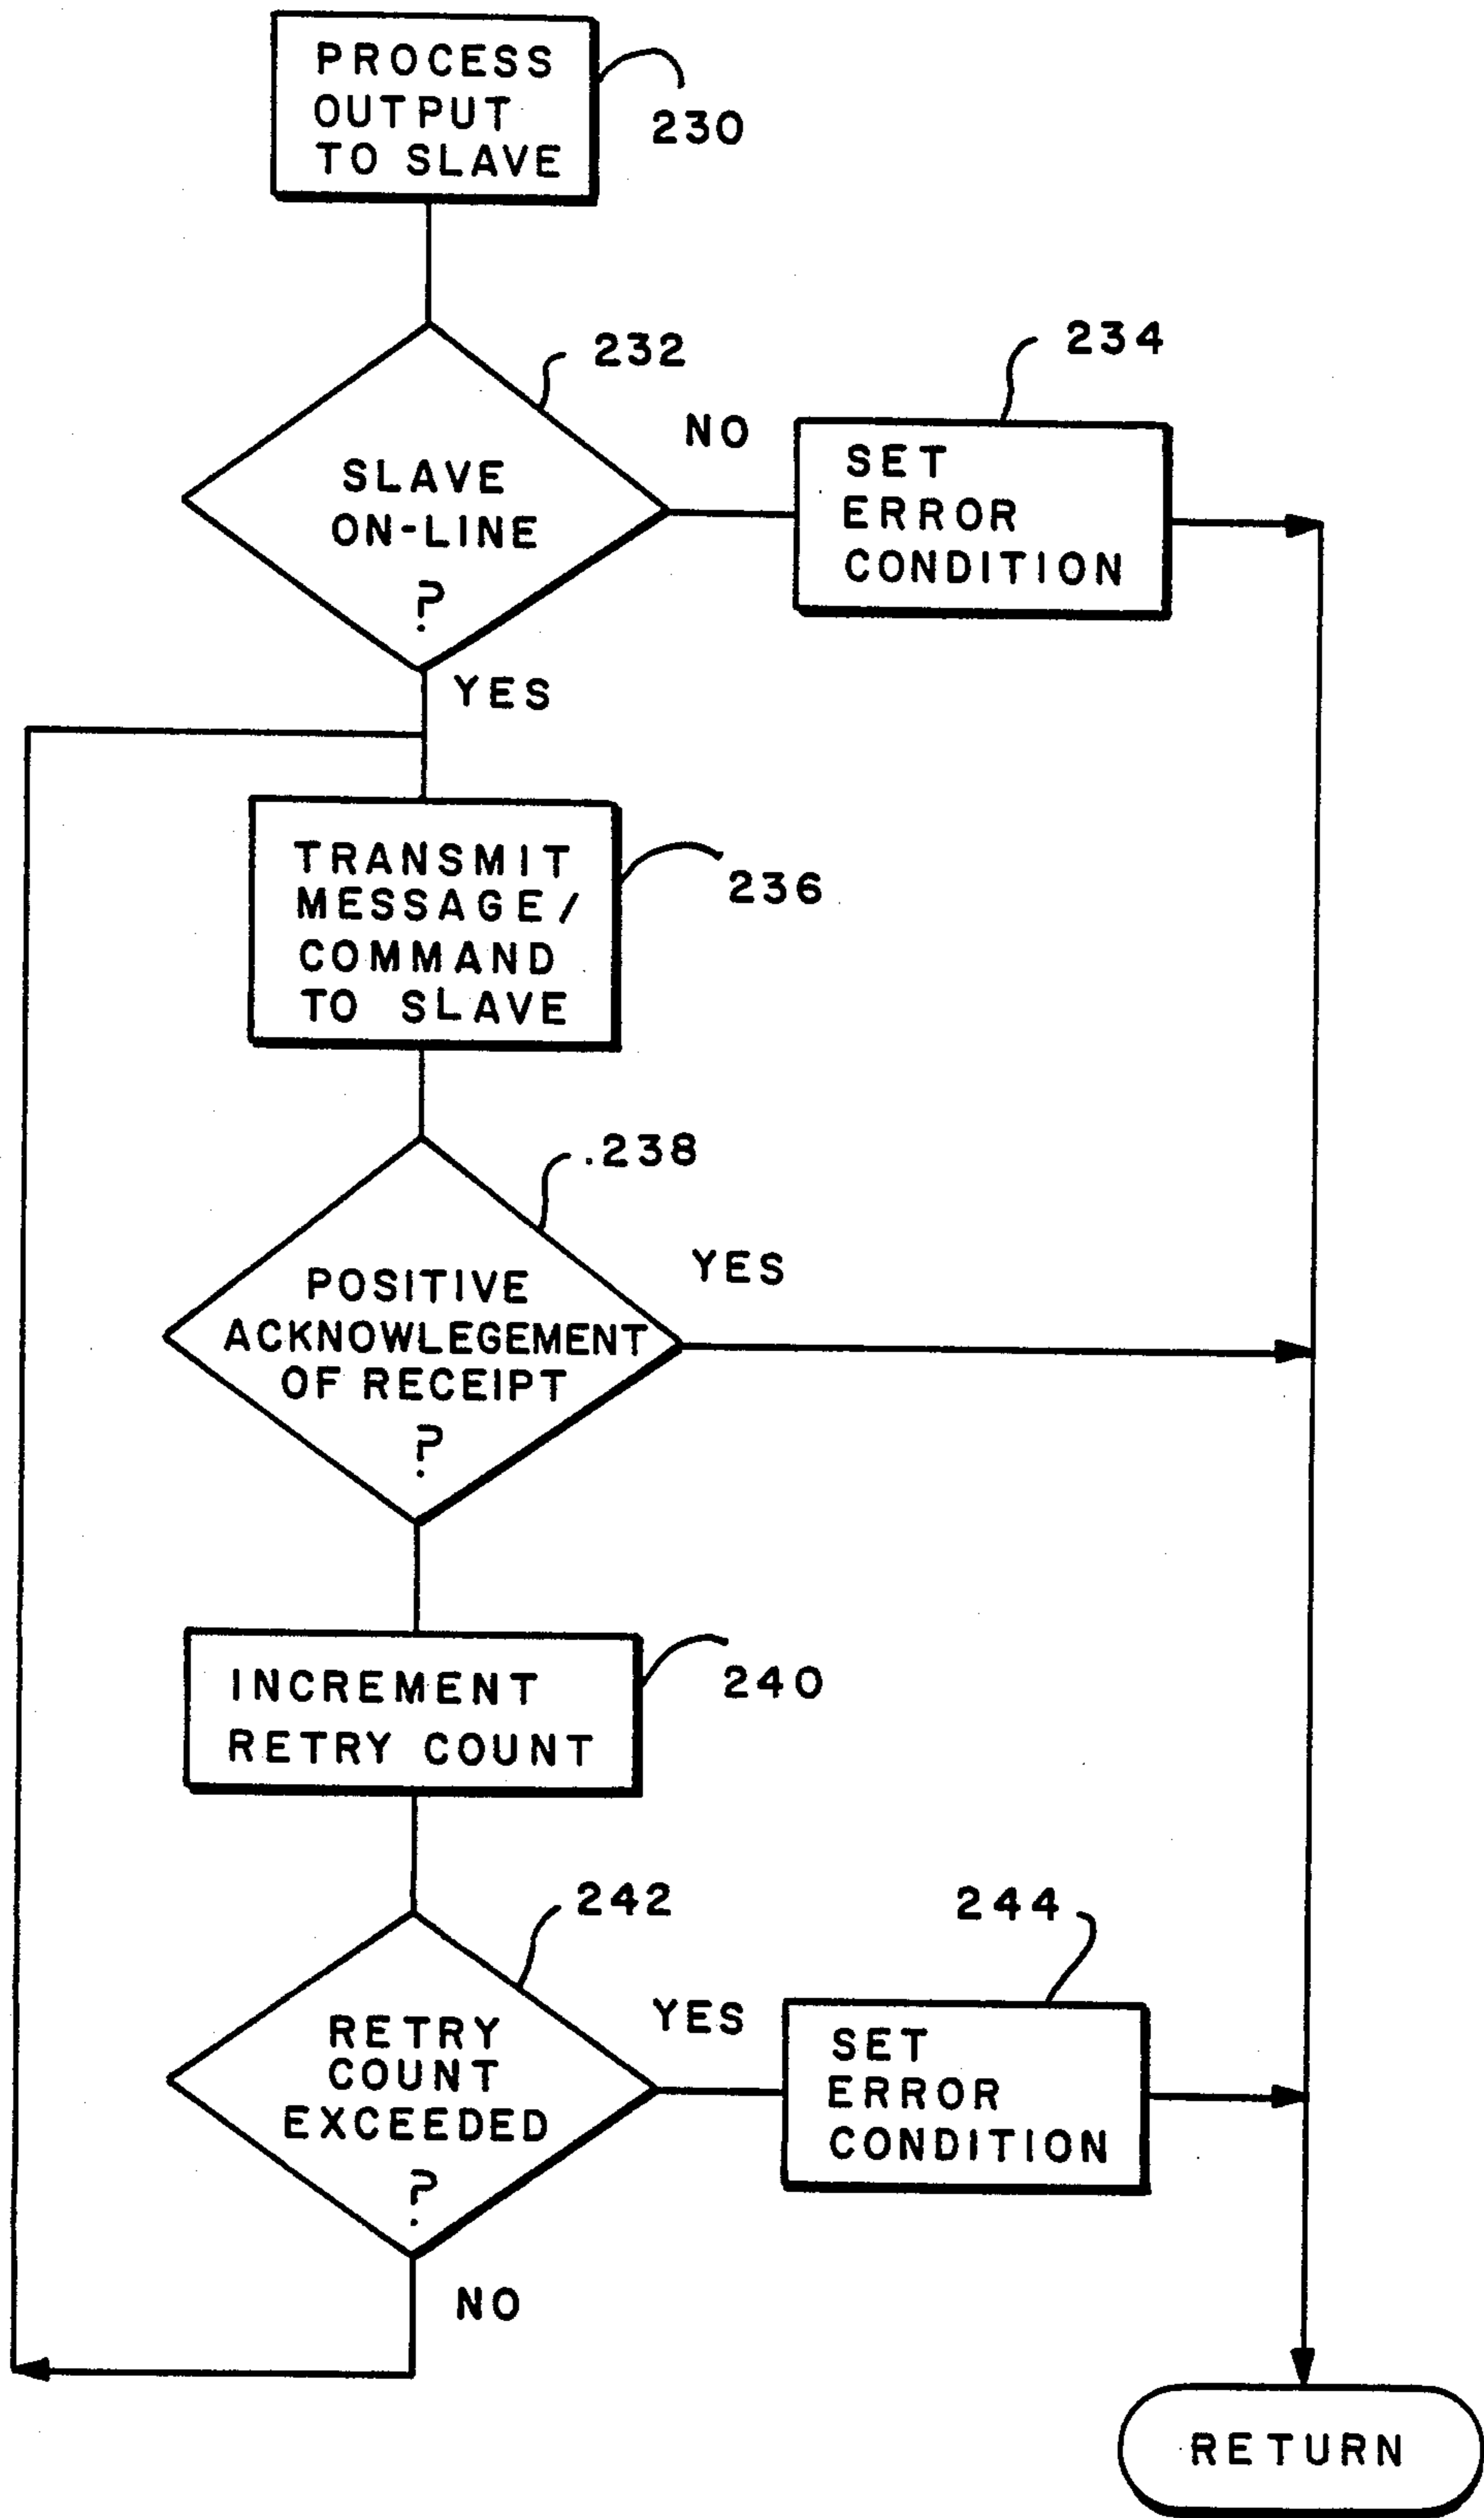 PROCESS
OUTPUT
TO SLAVE
230
232
SLAVE
ON-LINE
?
NO
234
SET
ERROR
CONDITION
YES
TRANSMIT
MESSAGE/
COMMAND
TO SLAVE
236
238
POSITIVE
ACKNOWLEGEMENT
OF RECEIPT
?
YES
INCREMENT
RETRY COUNT
240
242
RETRY
COUNT
EXCEEDED
?
YES
244
SET
ERROR
CONDITION
NO
RETURN